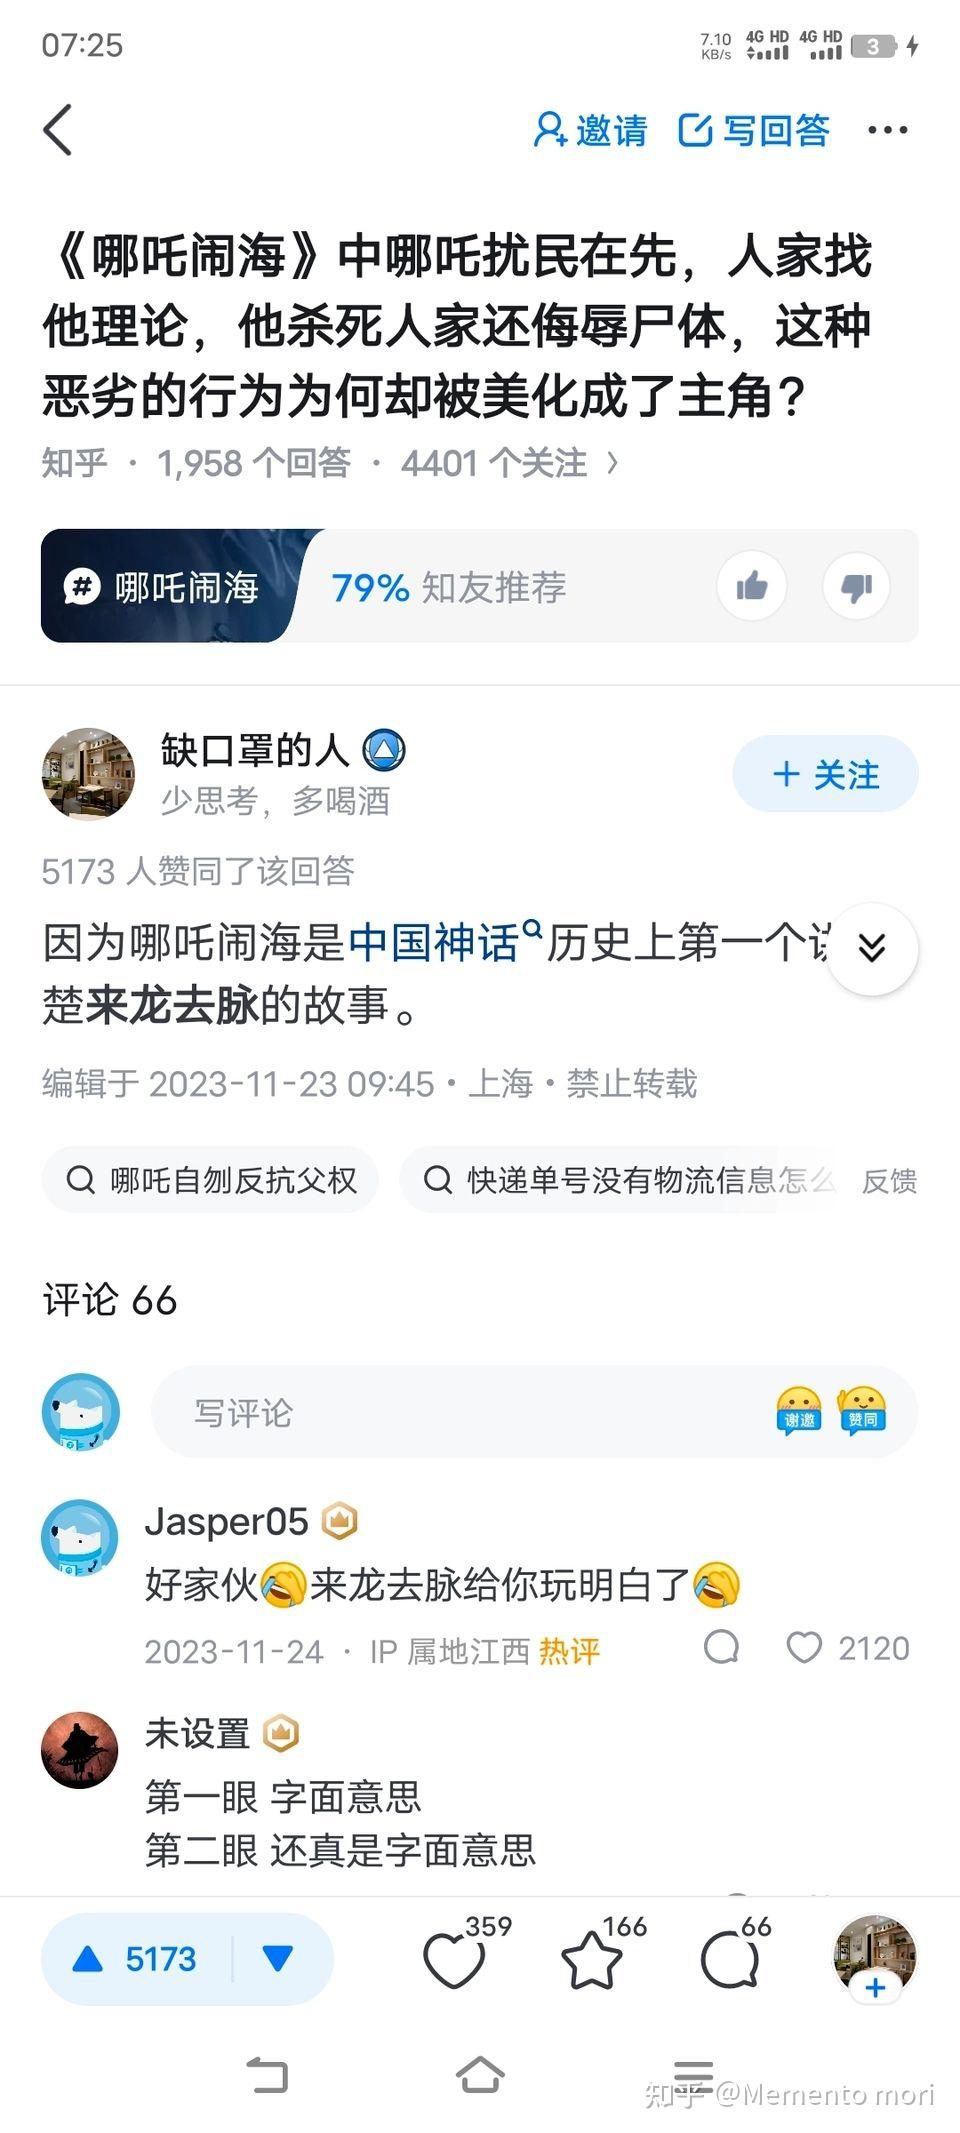 07:25
7.10 KB/s 4G HD 4G HD 3
邀请 写回答
《哪吒闹海》中哪吒扰民在先，人家找
他理论，他杀死人家还侮辱尸体，这种
恶劣的行为为何却被美化成了主角？
知乎 · 1,958 个回答 · 4401 个关注 >
# 哪吒闹海 79% 知友推荐
缺口罩的人
少思考，多喝酒
+ 关注
5173 人赞同了该回答
因为哪吒闹海是中国神话历史上第一个
楚来龙去脉的故事。
编辑于 2023-11-23 09:45 · 上海 · 禁止转载
哪吒自刎反抗父权 快递单号没有物流信息怎么 反馈
评论 66
写评论 谢邀 赞同
Jasper05
好家伙🤣来龙去脉给你玩明白了🤣
2023-11-24 · IP 属地江西 热评 2120
未设置
第一眼 字面意思
第二眼 还真是字面意思
5173 359 166 66
知乎 @Memento mori